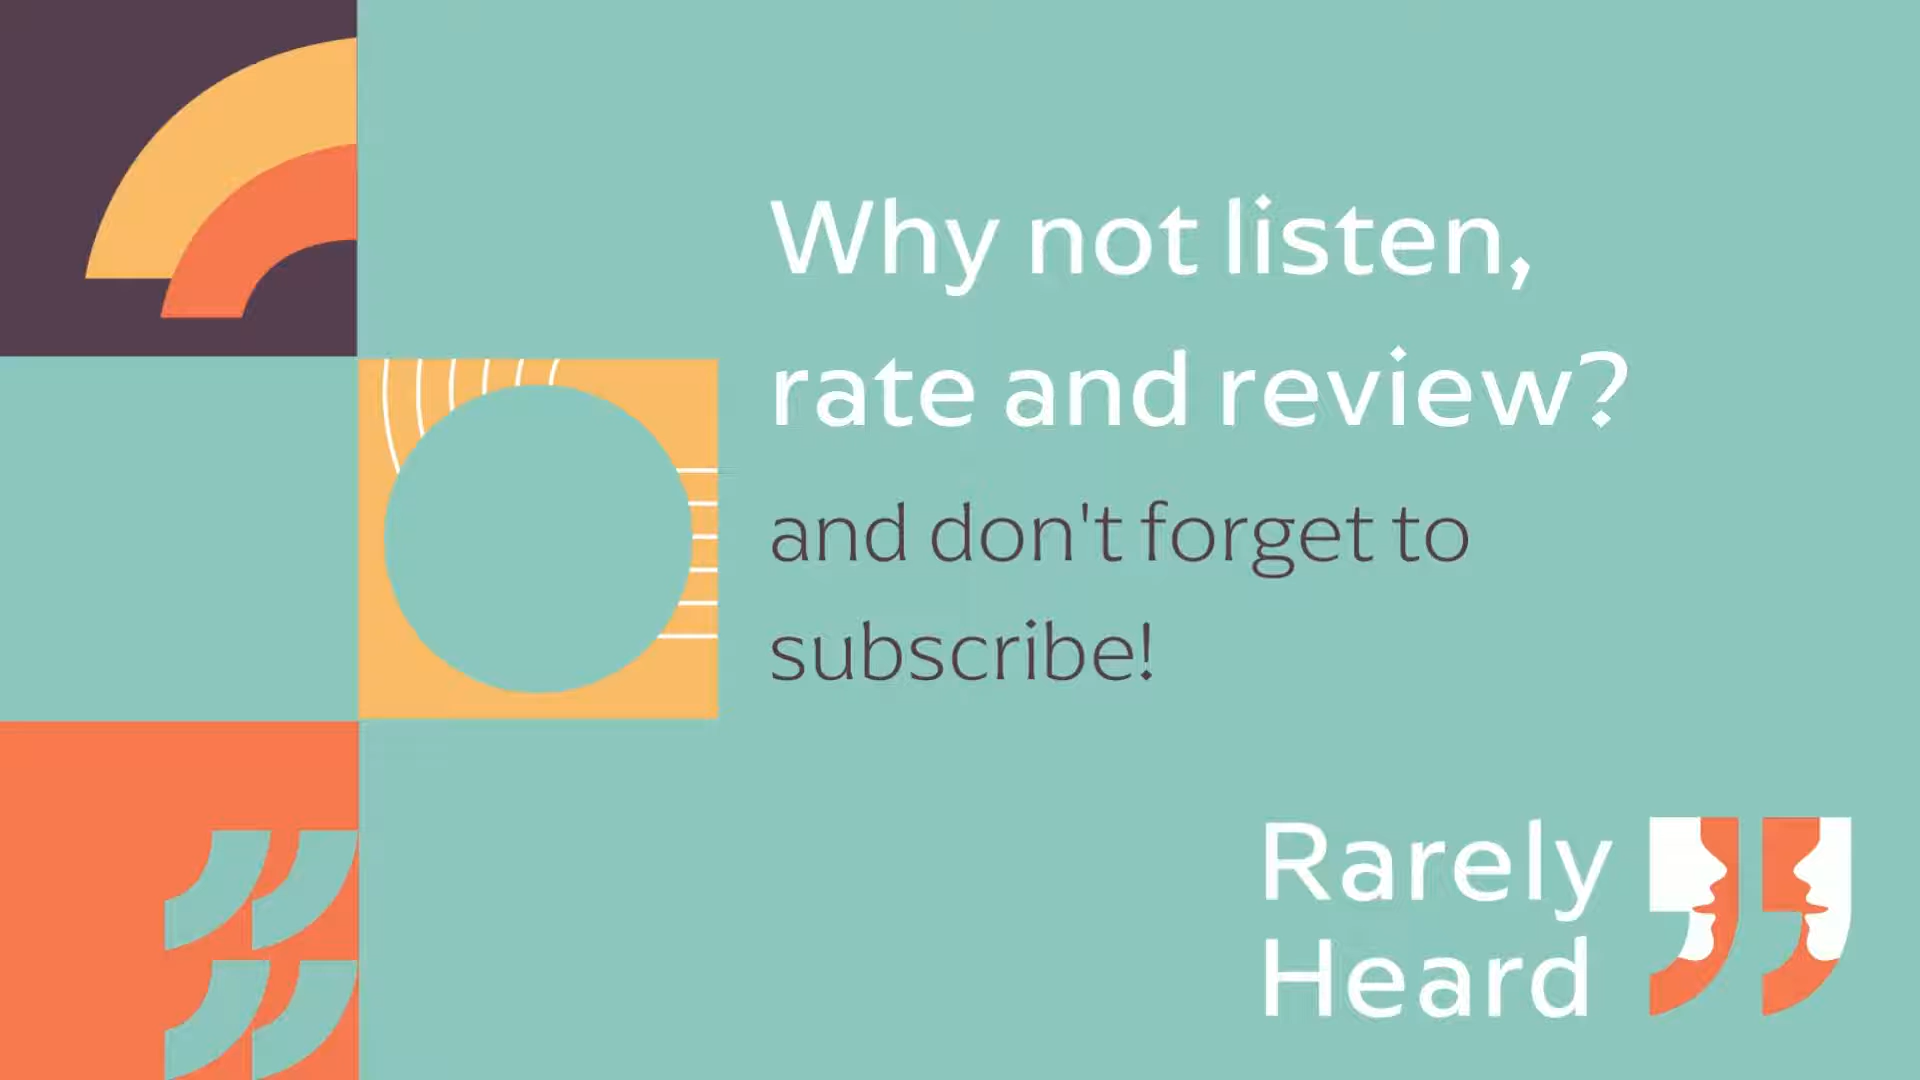 Why not listen,
rate and review?
and don't forget to
subscribe!
Rarely
Heard